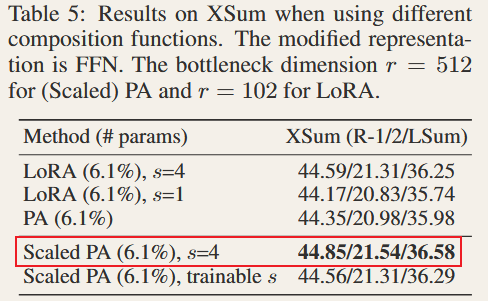 Table 5: Results on XSum when using different
composition functions. The modified representa-
tion is FFN. The bottleneck dimension r = 512
for (Scaled) PA and r = 102 for LoRA.
Method (# params) XSum (R-1/2/LSum)
LoRA (6.1%), s=4 44.59/21.31/36.25
LoRA (6.1%), s=1 44.17/20.83/35.74
PA (6.1%) 44.35/20.98/35.98
Scaled PA (6.1%), s=4 44.85/21.54/36.58
Scaled PA (6.1%), trainable s 44.56/21.31/36.29